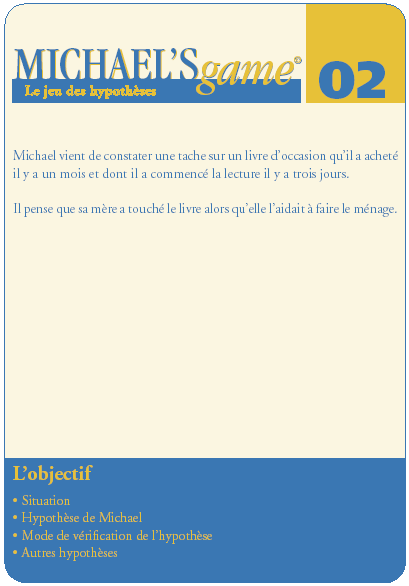 MICHAEL'S game©
Le jeu des hypothèses
02
Michael vient de constater une tache sur un livre d'occasion qu'il a acheté
il y a un mois et dont il a commencé la lecture il y a trois jours.
Il pense que sa mère a touché le livre alors qu'elle l'aidait à faire le ménage.
L'objectif
• Situation
• Hypothèse de Michael
• Mode de vérification de l'hypothèse
• Autres hypothèses